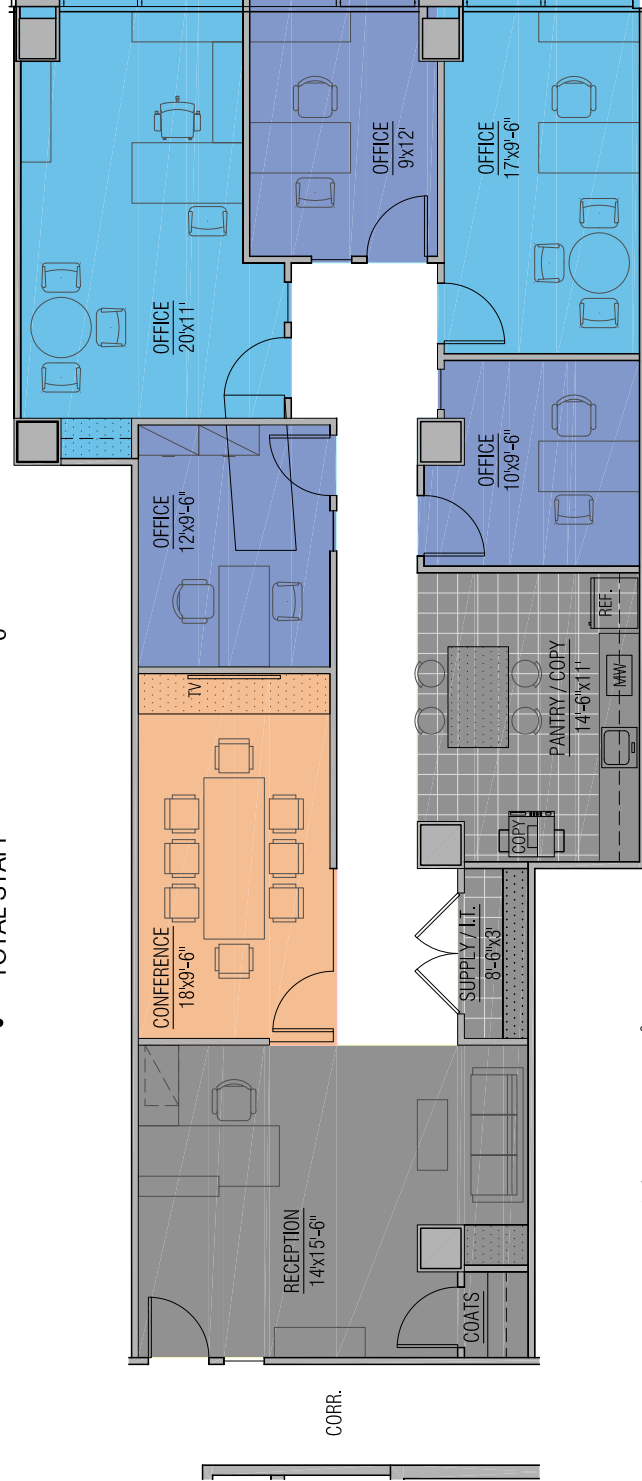 TOTAL STAFF
OFFICE
20'x11'
OFFICE
9'x12'
OFFICE
17'x9'-6"
OFFICE
12'x9'-6"
OFFICE
10'x9'-6"
TV
CONFERENCE
18'x9'-6"
REF.
MW
PANTRY / COPY
14'-6"x11'
COPY
SUPPLY / I.T.
8'-6"x3'
RECEPTION
14'x15'-6"
COATS
CORR.